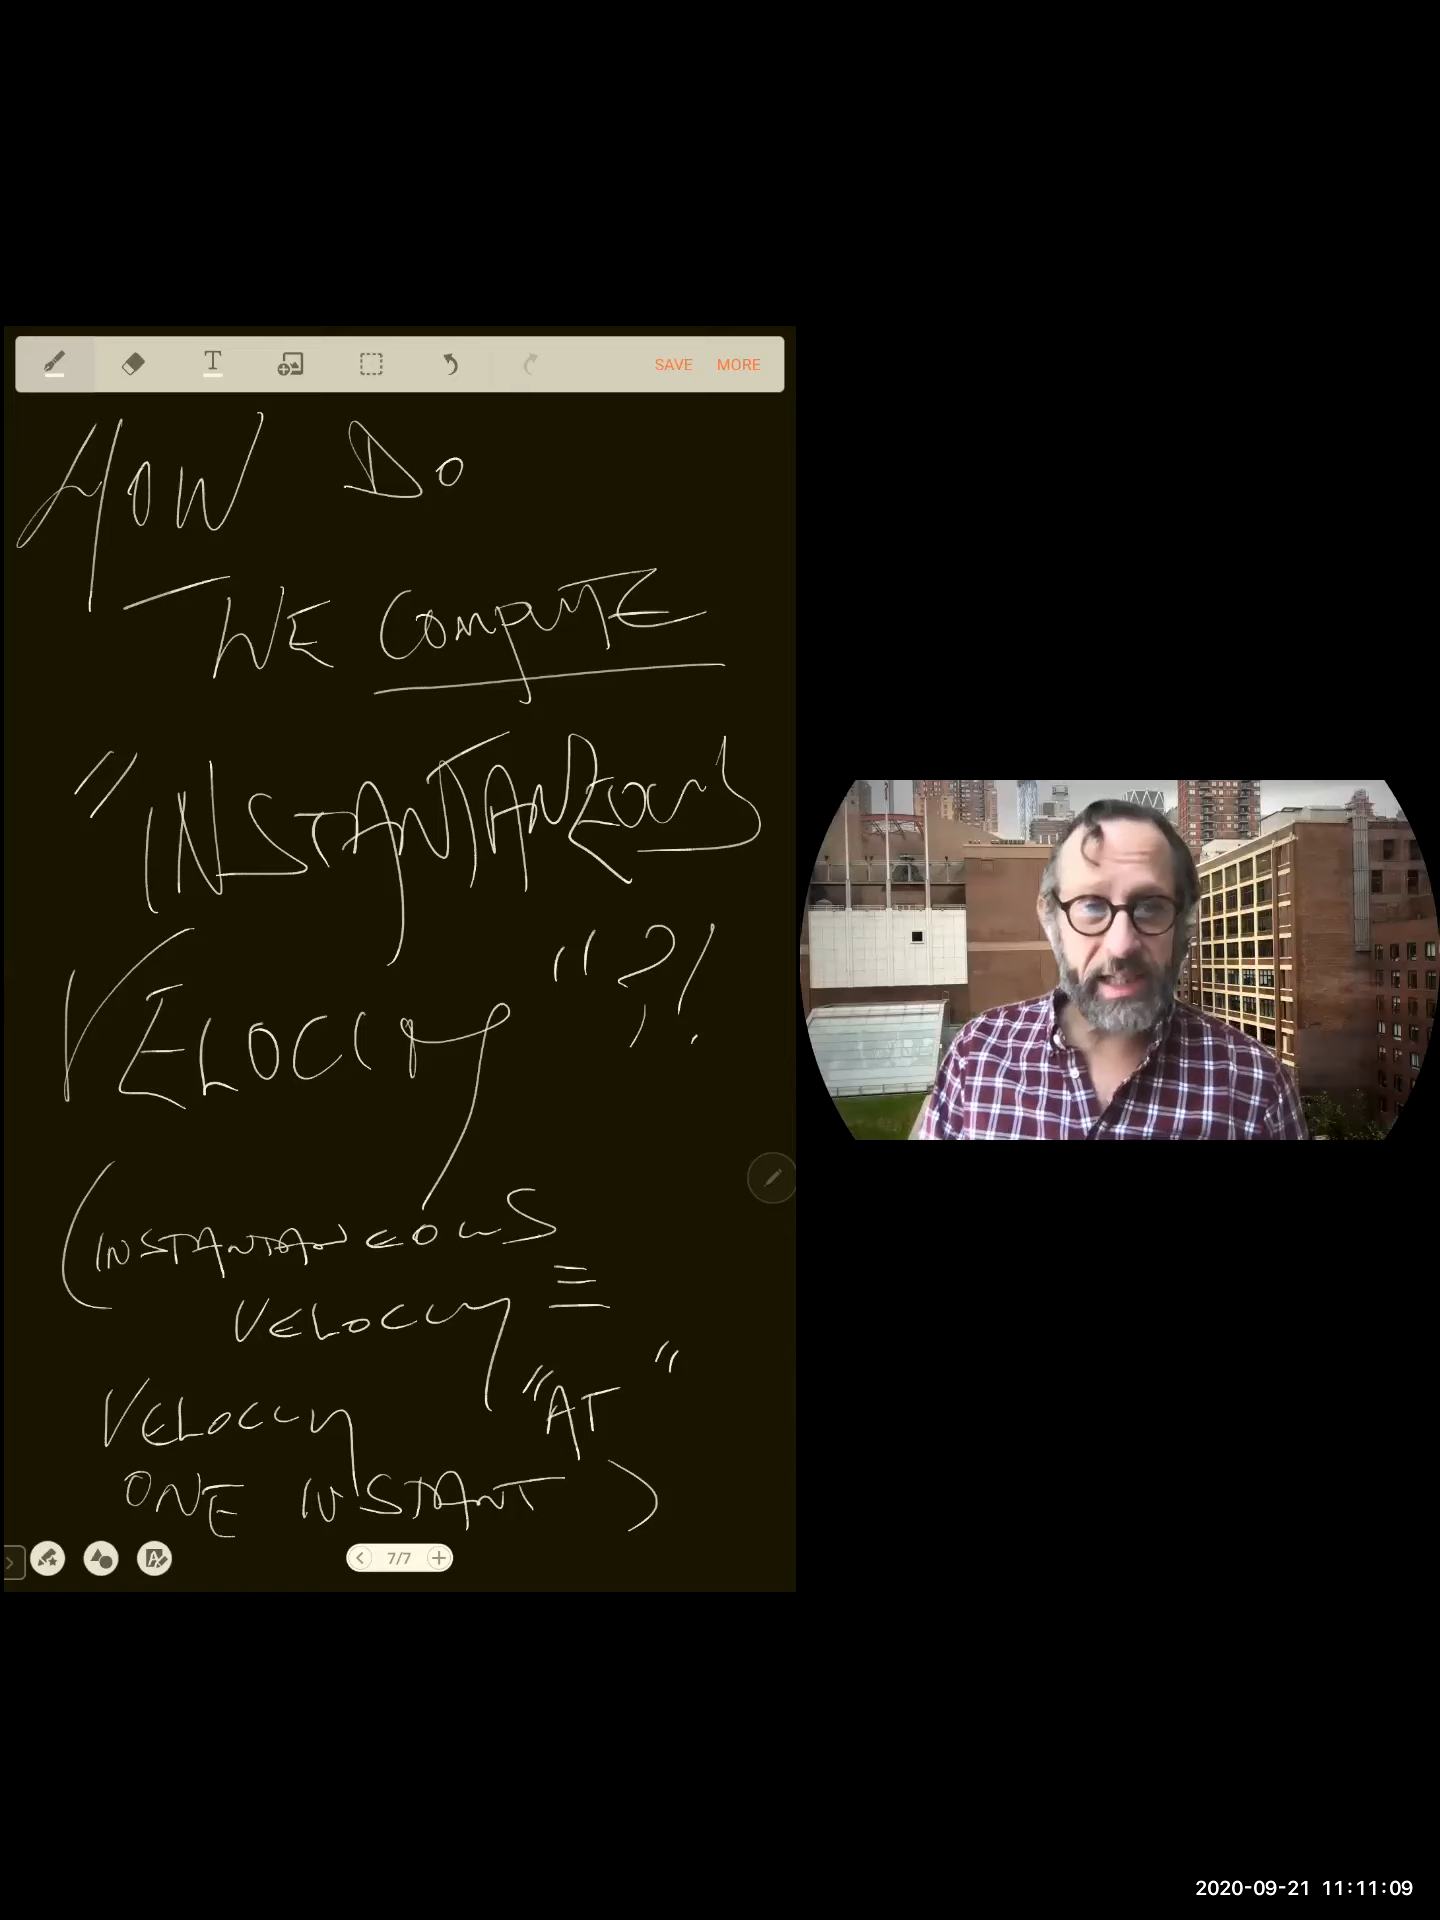 T SAVE MORE
HOW DO
WE COMPUTE
"INSTANTANEOUS
VELOCITY "?!
(INSTANTANEOUS
VELOCITY ≡
VELOCITY "AT"
ONE INSTANT)
A 7/7
2020-09-21 11:11:09